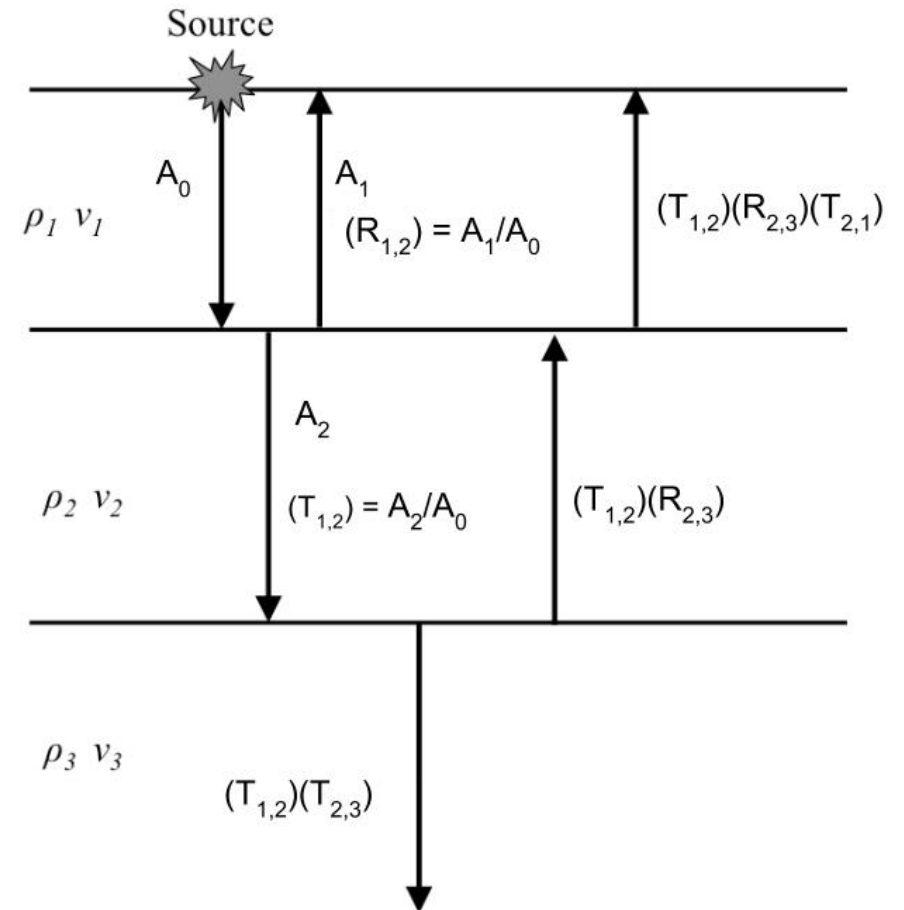 Source
A₀
A₁
ρ₁ v₁
(R₁,₂) = A₁/A₀
(T₁,₂)(R₂,₃)(T₂,₁)
A₂
ρ₂ v₂
(T₁,₂) = A₂/A₀
(T₁,₂)(R₂,₃)
ρ₃ v₃
(T₁,₂)(T₂,₃)